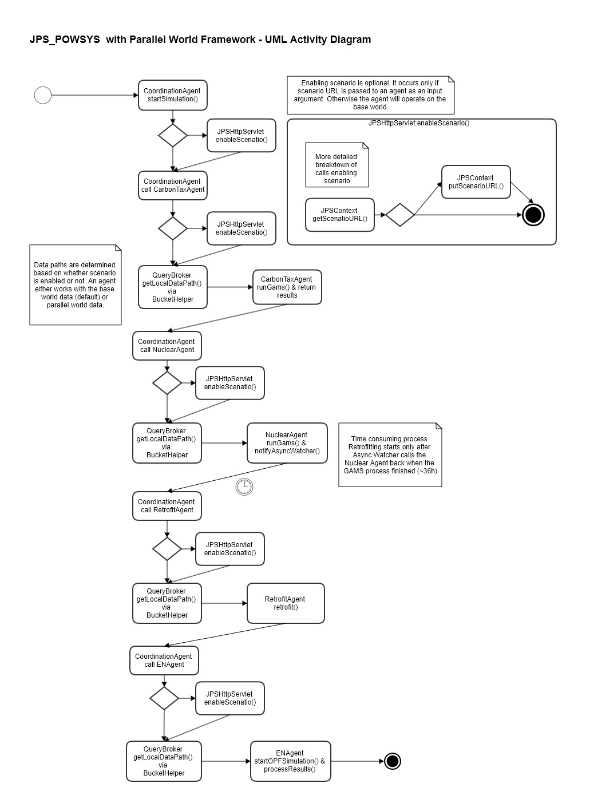 JPS_POWSYS with Parallel World Framework - UML Activity Diagram
CoordinationAgent
startSimulation()
JPSHttpServlet
enableScenatio()
CoordinationAgent
call CarbonTaxAgent
JPSHttpServlet
enableScenatio()
QueryBroker
getLocalDataPath()
via
BucketHelper
CarbonTaxAgent
runGams() & return
results
Enabling scenario is optional. It occurs only if
scenario URL is passed to an agent as an input
argument. Otherwise the agent will operate on the
base world
JPSHttpServlet enableScenario()
More detailed
breakdown of
calls enabling
scenario
JPSContext
getScenatioURL()
JPSContext
putScenarioURL()
Data paths are determined
based on whether scenario
is enabled or not. An agent
either works with the base
world data (default) or
parallel world data.
CoordinationAgent
call NuclearAgent
JPSHttpServlet
enableScenatio()
QueryBroker
getLocalDataPath()
via
BucketHelper
NuclearAgent
runGams() &
notifyAsyncWatcher()
Time consuming process
Retrofitting starts only after
Async Watcher calls the
Nuclear Agent back when the
GAMS process finished (~36h)
CoordinationAgent
call RetrofitAgent
JPSHttpServlet
enableScenatio()
QueryBroker
getLocalDataPath()
via
BucketHelper
RetrofitAgent
retrofit()
CoordinationAgent
call ENAgent
JPSHttpServlet
enableScenatio()
QueryBroker
getLocalDataPath()
via
BucketHelper
ENAgent
startOPFSimulation() &
processResults()